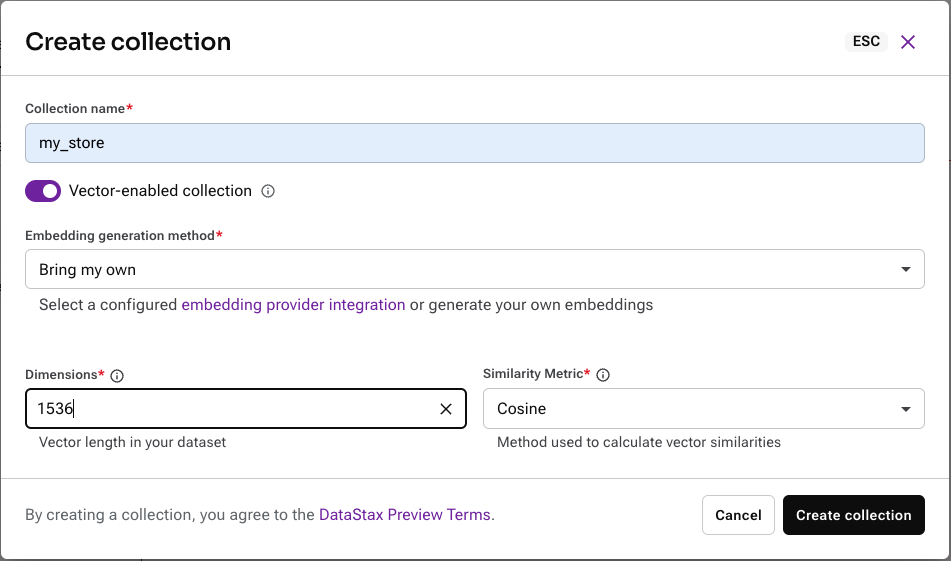 Create collection
ESC
Collection name*
my_store
Vector-enabled collection
Embedding generation method*
Bring my own
Select a configured embedding provider integration or generate your own embeddings
Dimensions*
Similarity Metric*
1536
Cosine
Vector length in your dataset
Method used to calculate vector similarities
By creating a collection, you agree to the DataStax Preview Terms.
Cancel
Create collection